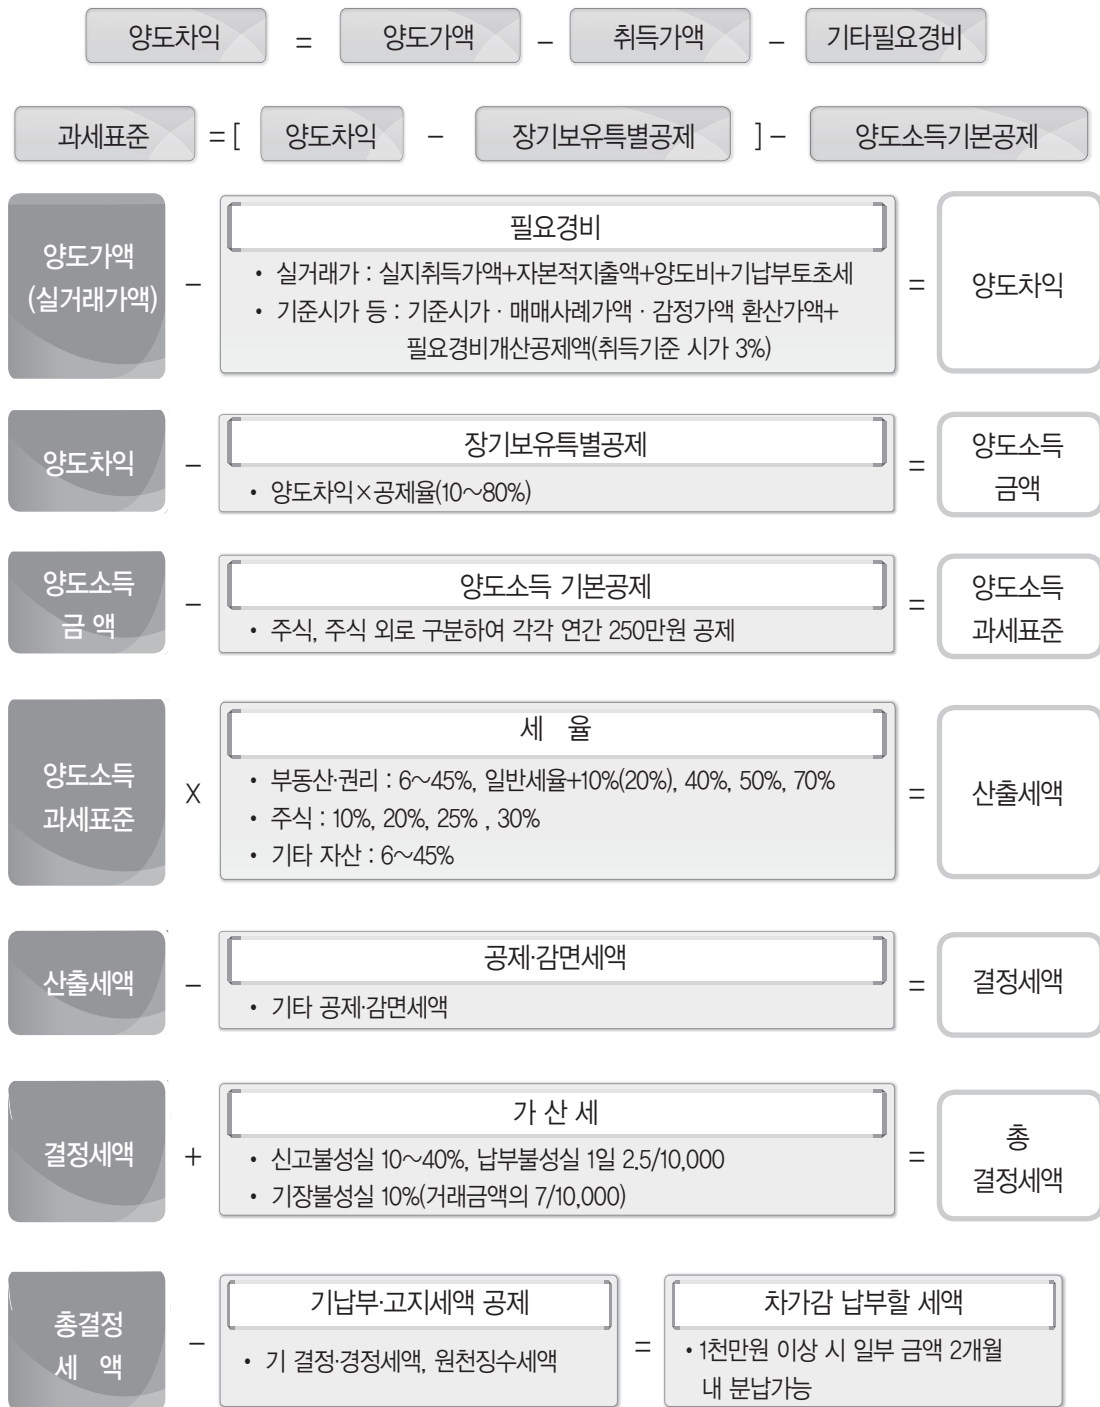 양도차익 = 양도가액 – 취득가액 – 기타필요경비
과세표준 = [ 양도차익 – 장기보유특별공제 ] – 양도소득기본공제
필요경비
양도가액
(실거래가액)
–
• 실거래가 : 실지취득가액+자본적지출액+양도비+기납부토초세
• 기준시가 등 : 기준시가 · 매매사례가액 · 감정가액 환산가액+
필요경비개산공제액(취득기준 시가 3%)
= 양도차익
양도차익 –
장기보유특별공제
• 양도차익×공제율(10~80%)
=
양도소득
금액
양도소득
금 액
–
양도소득 기본공제
• 주식, 주식 외로 구분하여 각각 연간 250만원 공제
=
양도소득
과세표준
양도소득
과세표준
X
세 율
• 부동산·권리 : 6~45%, 일반세율+10%(20%), 40%, 50%, 70%
• 주식 : 10%, 20%, 25% , 30%
• 기타 자산 : 6~45%
= 산출세액
산출세액 –
공제·감면세액
• 기타 공제·감면세액
= 결정세액
결정세액 +
가 산 세
• 신고불성실 10~40%, 납부불성실 1일 2.5/10,000
• 기장불성실 10%(거래금액의 7/10,000)
=
총
결정세액
총결정
세 액
–
기납부·고지세액 공제
• 기 결정·경정세액, 원천징수세액
=
차가감 납부할 세액
• 1천만원 이상 시 일부 금액 2개월
내 분납가능